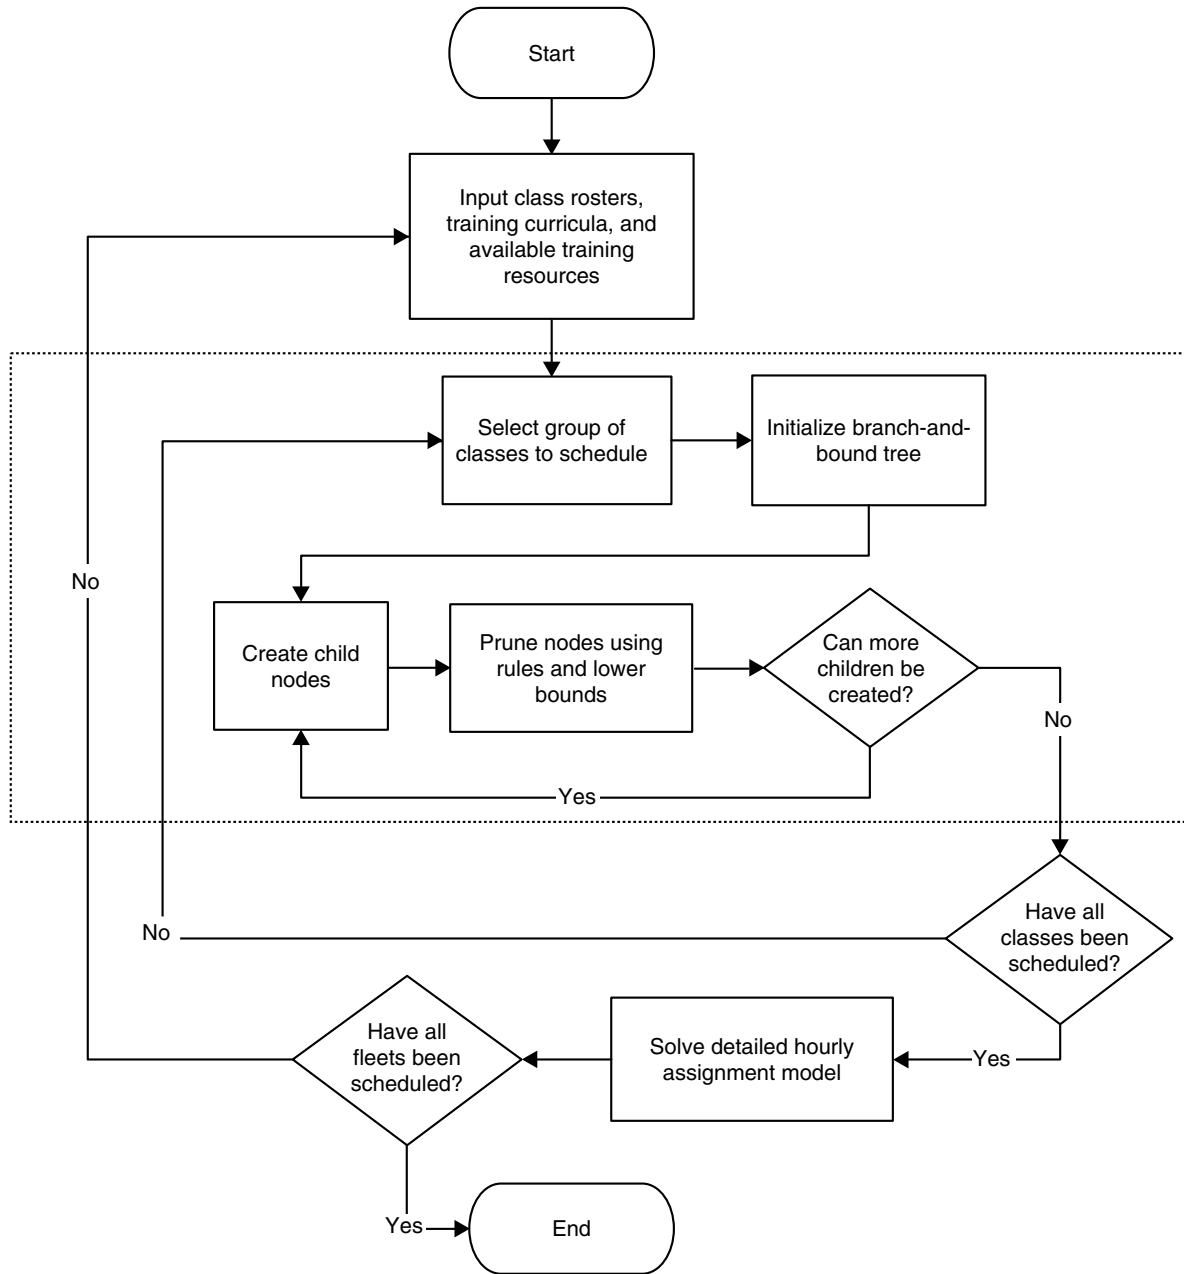 Start
Input class rosters,
training curricula, and
available training
resources
Select group of
classes to schedule
Initialize branch-and-
bound tree
No
Create child
nodes
Prune nodes using
rules and lower
bounds
Can more
children be
created?
No
Yes
No
Have all
classes been
scheduled?
Have all
fleets been
scheduled?
Solve detailed hourly
assignment model
Yes
Yes
End